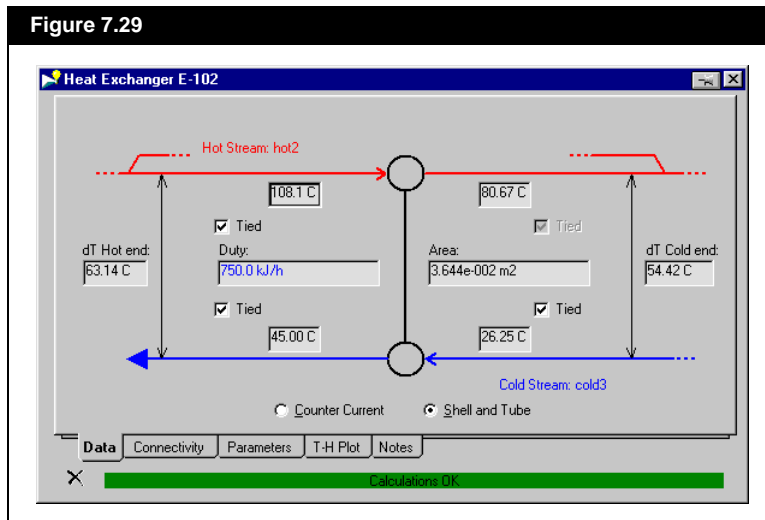 Figure 7.29
Heat Exchanger E-102
Hot Stream: hot2
108.1 C
80.67 C
Tied
Tied
dT Hot end:
63.14 C
Duty:
750.0 kJ/h
Area:
3.644e-002 m2
dT Cold end:
54.42 C
Tied
Tied
45.00 C
26.25 C
Cold Stream: cold3
Counter Current
Shell and Tube
Data
Connectivity
Parameters
T-H Plot
Notes
Calculations OK